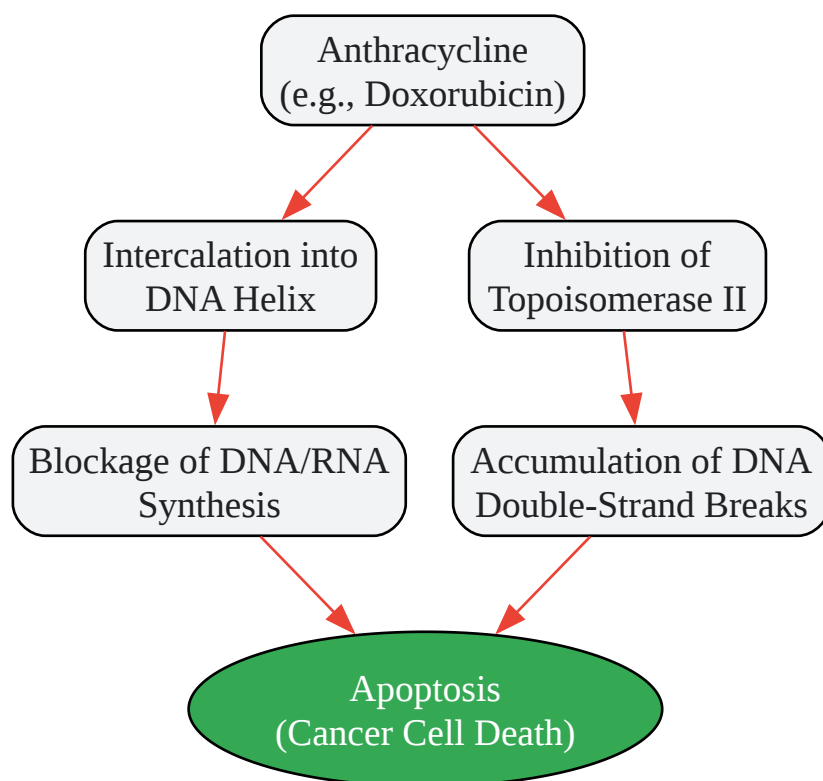 Anthracycline
(e.g., Doxorubicin)
Intercalation into
DNA Helix
Inhibition of
Topoisomerase II
Blockage of DNA/RNA
Synthesis
Accumulation of DNA
Double-Strand Breaks
Apoptosis
(Cancer Cell Death)